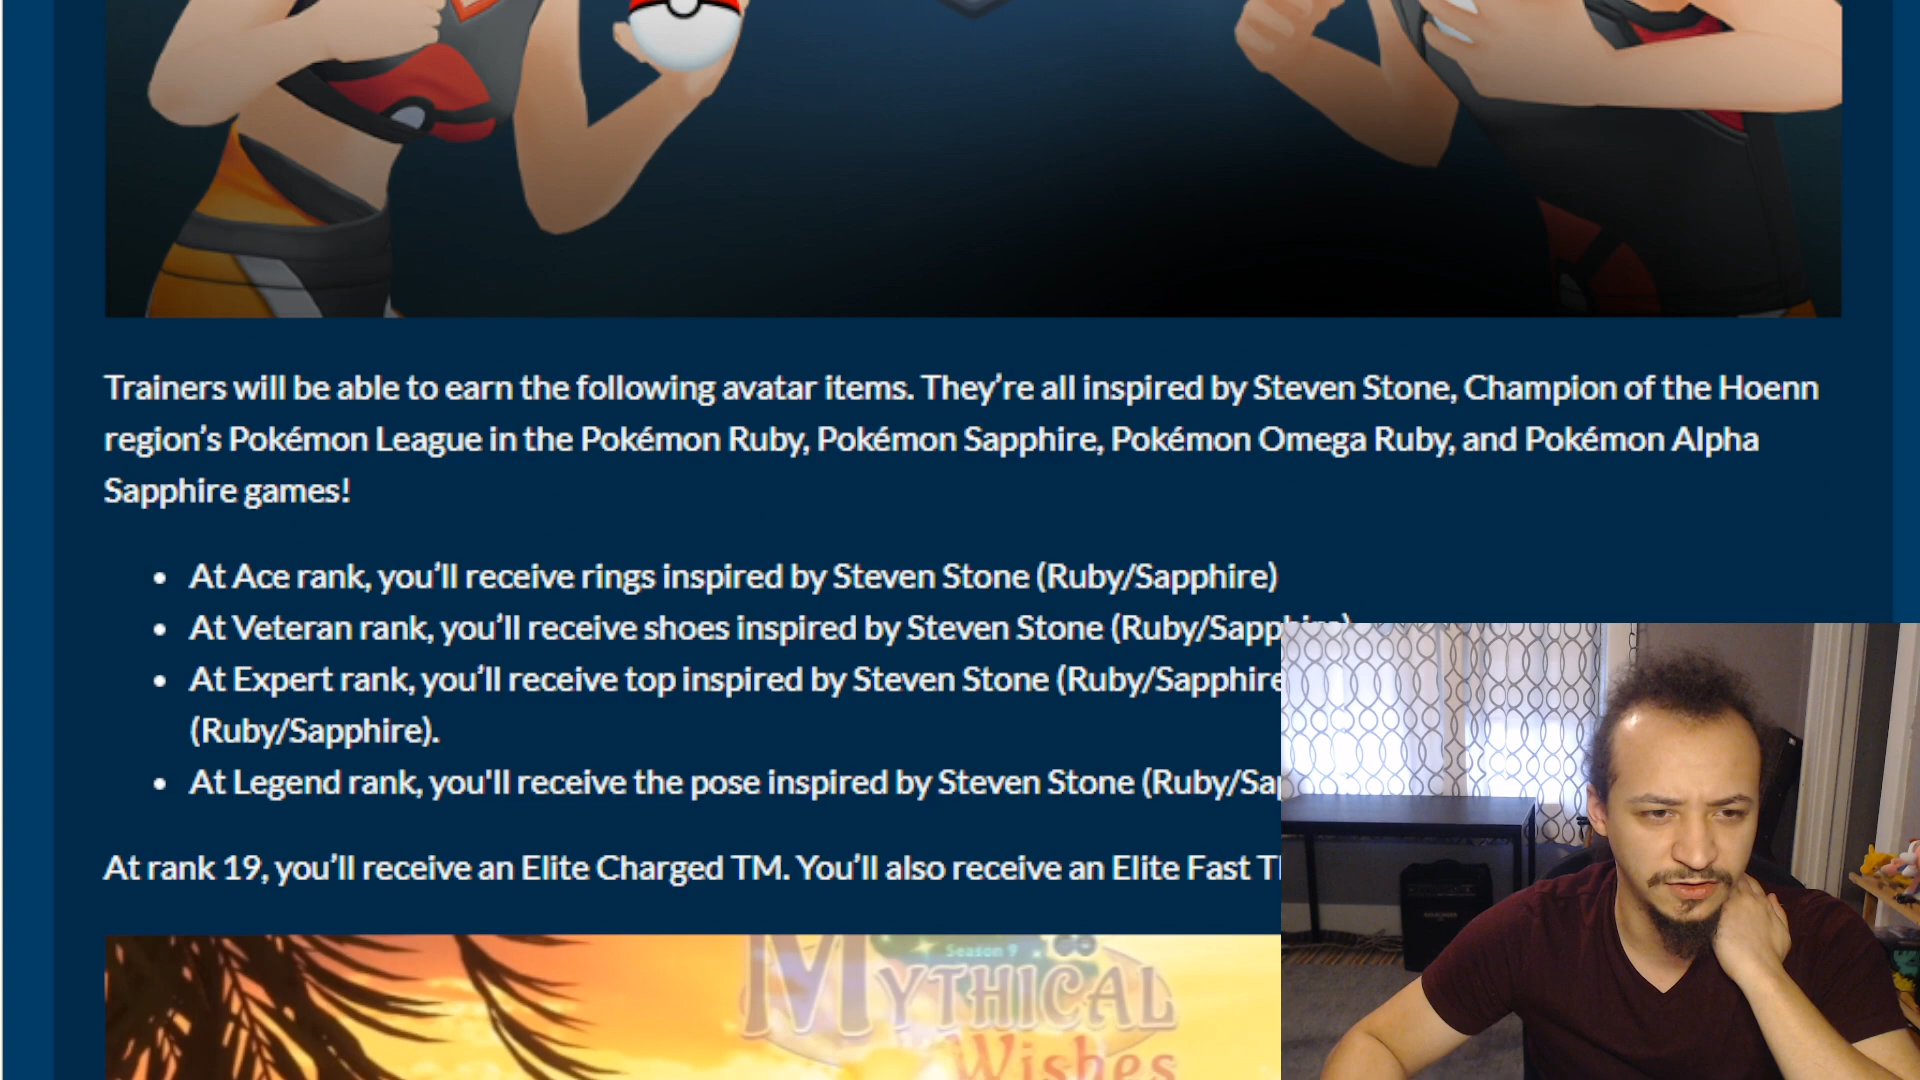 Trainers will be able to earn the following avatar items. They’re all inspired by Steven Stone, Champion of the Hoenn
region’s Pokémon League in the Pokémon Ruby, Pokémon Sapphire, Pokémon Omega Ruby, and Pokémon Alpha
Sapphire games!
• At Ace rank, you’ll receive rings inspired by Steven Stone (Ruby/Sapphire)
• At Veteran rank, you’ll receive shoes inspired by Steven Stone (Ruby/Sapphire)
• At Expert rank, you’ll receive top inspired by Steven Stone (Ruby/Sapphire
(Ruby/Sapphire).
• At Legend rank, you'll receive the pose inspired by Steven Stone (Ruby/Sap
At rank 19, you’ll receive an Elite Charged TM. You’ll also receive an Elite Fast
Season 9
MYTHICAL
Wishes